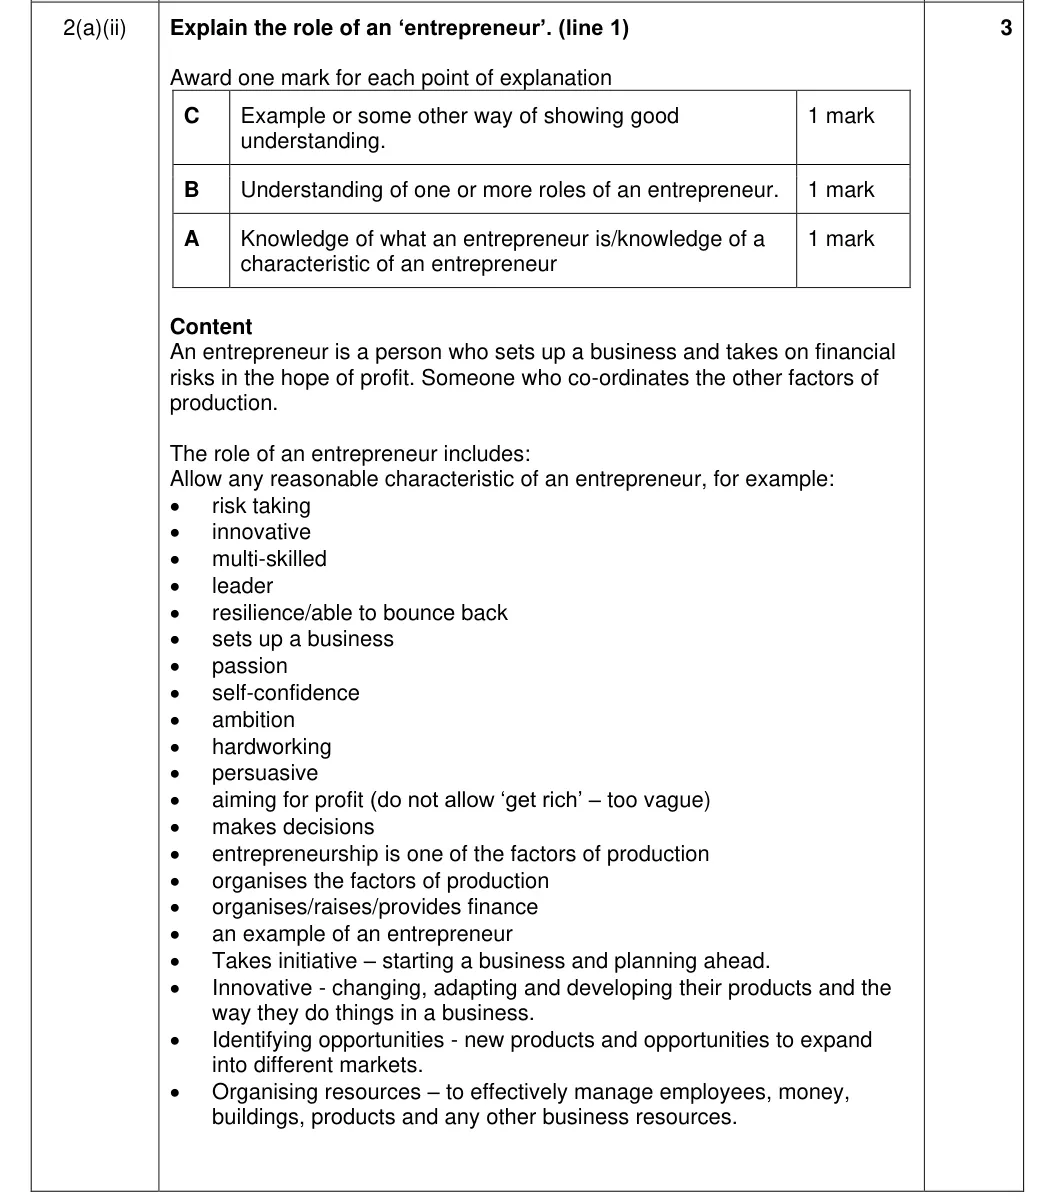 2(a)(ii) Explain the role of an ‘entrepreneur’. (line 1) 3
Award one mark for each point of explanation
C Example or some other way of showing good 1 mark
understanding.
B Understanding of one or more roles of an entrepreneur. 1 mark
A Knowledge of what an entrepreneur is/knowledge of a 1 mark
characteristic of an entrepreneur
Content
An entrepreneur is a person who sets up a business and takes on financial
risks in the hope of profit. Someone who co-ordinates the other factors of
production.
The role of an entrepreneur includes:
Allow any reasonable characteristic of an entrepreneur, for example:
• risk taking
• innovative
• multi-skilled
• leader
• resilience/able to bounce back
• sets up a business
• passion
• self-confidence
• ambition
• hardworking
• persuasive
• aiming for profit (do not allow ‘get rich’ – too vague)
• makes decisions
• entrepreneurship is one of the factors of production
• organises the factors of production
• organises/raises/provides finance
• an example of an entrepreneur
• Takes initiative – starting a business and planning ahead.
• Innovative - changing, adapting and developing their products and the
way they do things in a business.
• Identifying opportunities - new products and opportunities to expand
into different markets.
• Organising resources – to effectively manage employees, money,
buildings, products and any other business resources.